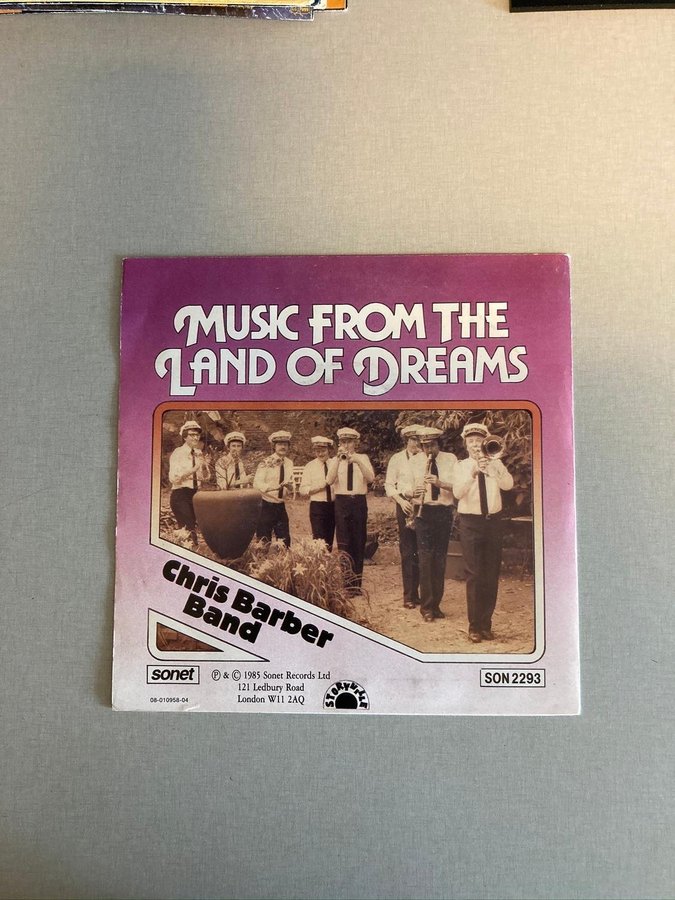 MUSIC FROM THE
LAND OF DREAMS
Chris Barber
Band
sonet
℗ & © 1985 Sonet Records Ltd
121 Ledbury Road
London W11 2AQ
08-010958-04
STORYVILLE
SON 2293